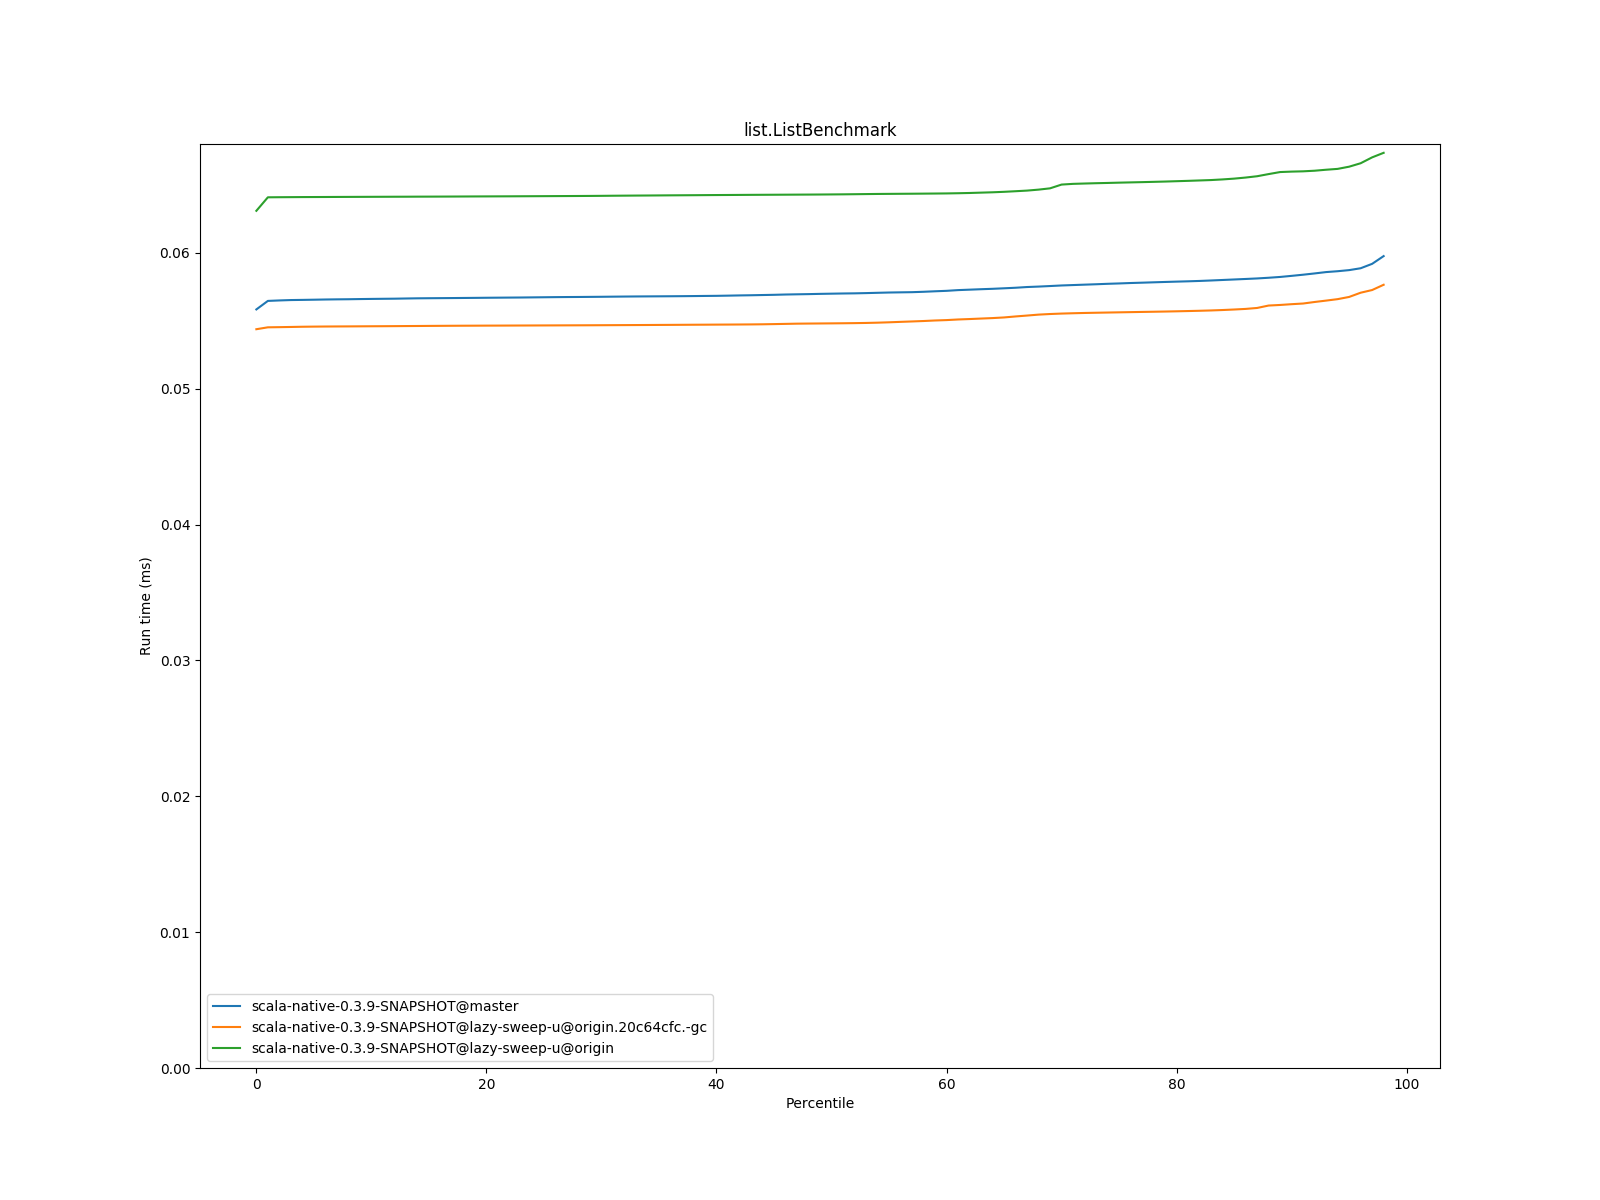 list.ListBenchmark
Run time (ms)
0.06
0.05
0.04
0.03
0.02
0.01
0.00
scala-native-0.3.9-SNAPSHOT@master
scala-native-0.3.9-SNAPSHOT@lazy-sweep-u@origin.20c64cfc.-gc
scala-native-0.3.9-SNAPSHOT@lazy-sweep-u@origin
0 20 40 60 80 100
Percentile